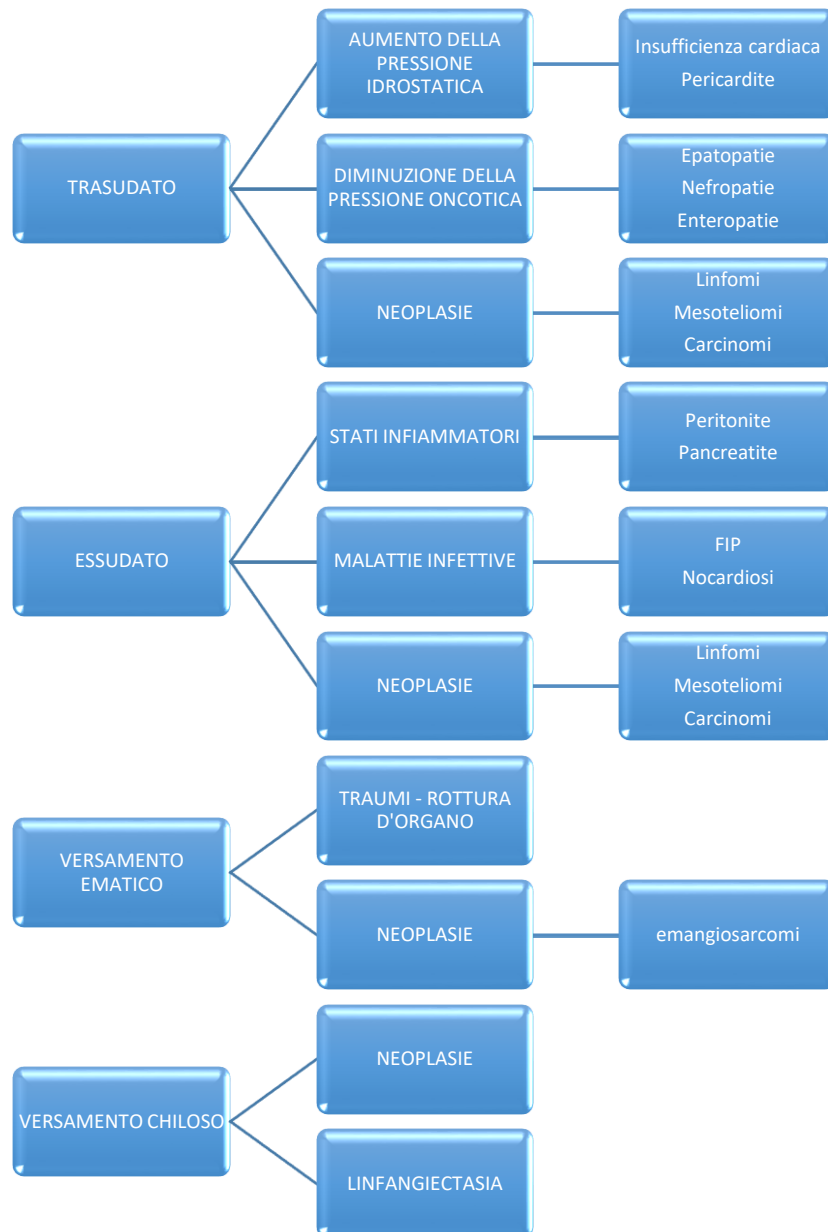 TRASUDATO
AUMENTO DELLA
PRESSIONE
IDROSTATICA
Insufficienza cardiaca
Pericardite
DIMINUZIONE DELLA
PRESSIONE ONCOTICA
Epatopatie
Nefropatie
Enteropatie
NEOPLASIE
Linfomi
Mesoteliomi
Carcinomi
ESSUDATO
STATI INFIAMMATORI
Peritonite
Pancreatite
MALATTIE INFETTIVE
FIP
Nocardiosi
NEOPLASIE
Linfomi
Mesoteliomi
Carcinomi
VERSAMENTO
EMATICO
TRAUMI - ROTTURA
D'ORGANO
NEOPLASIE
emangiosarcomi
VERSAMENTO CHILOSO
NEOPLASIE
LINFANGIECTASIA